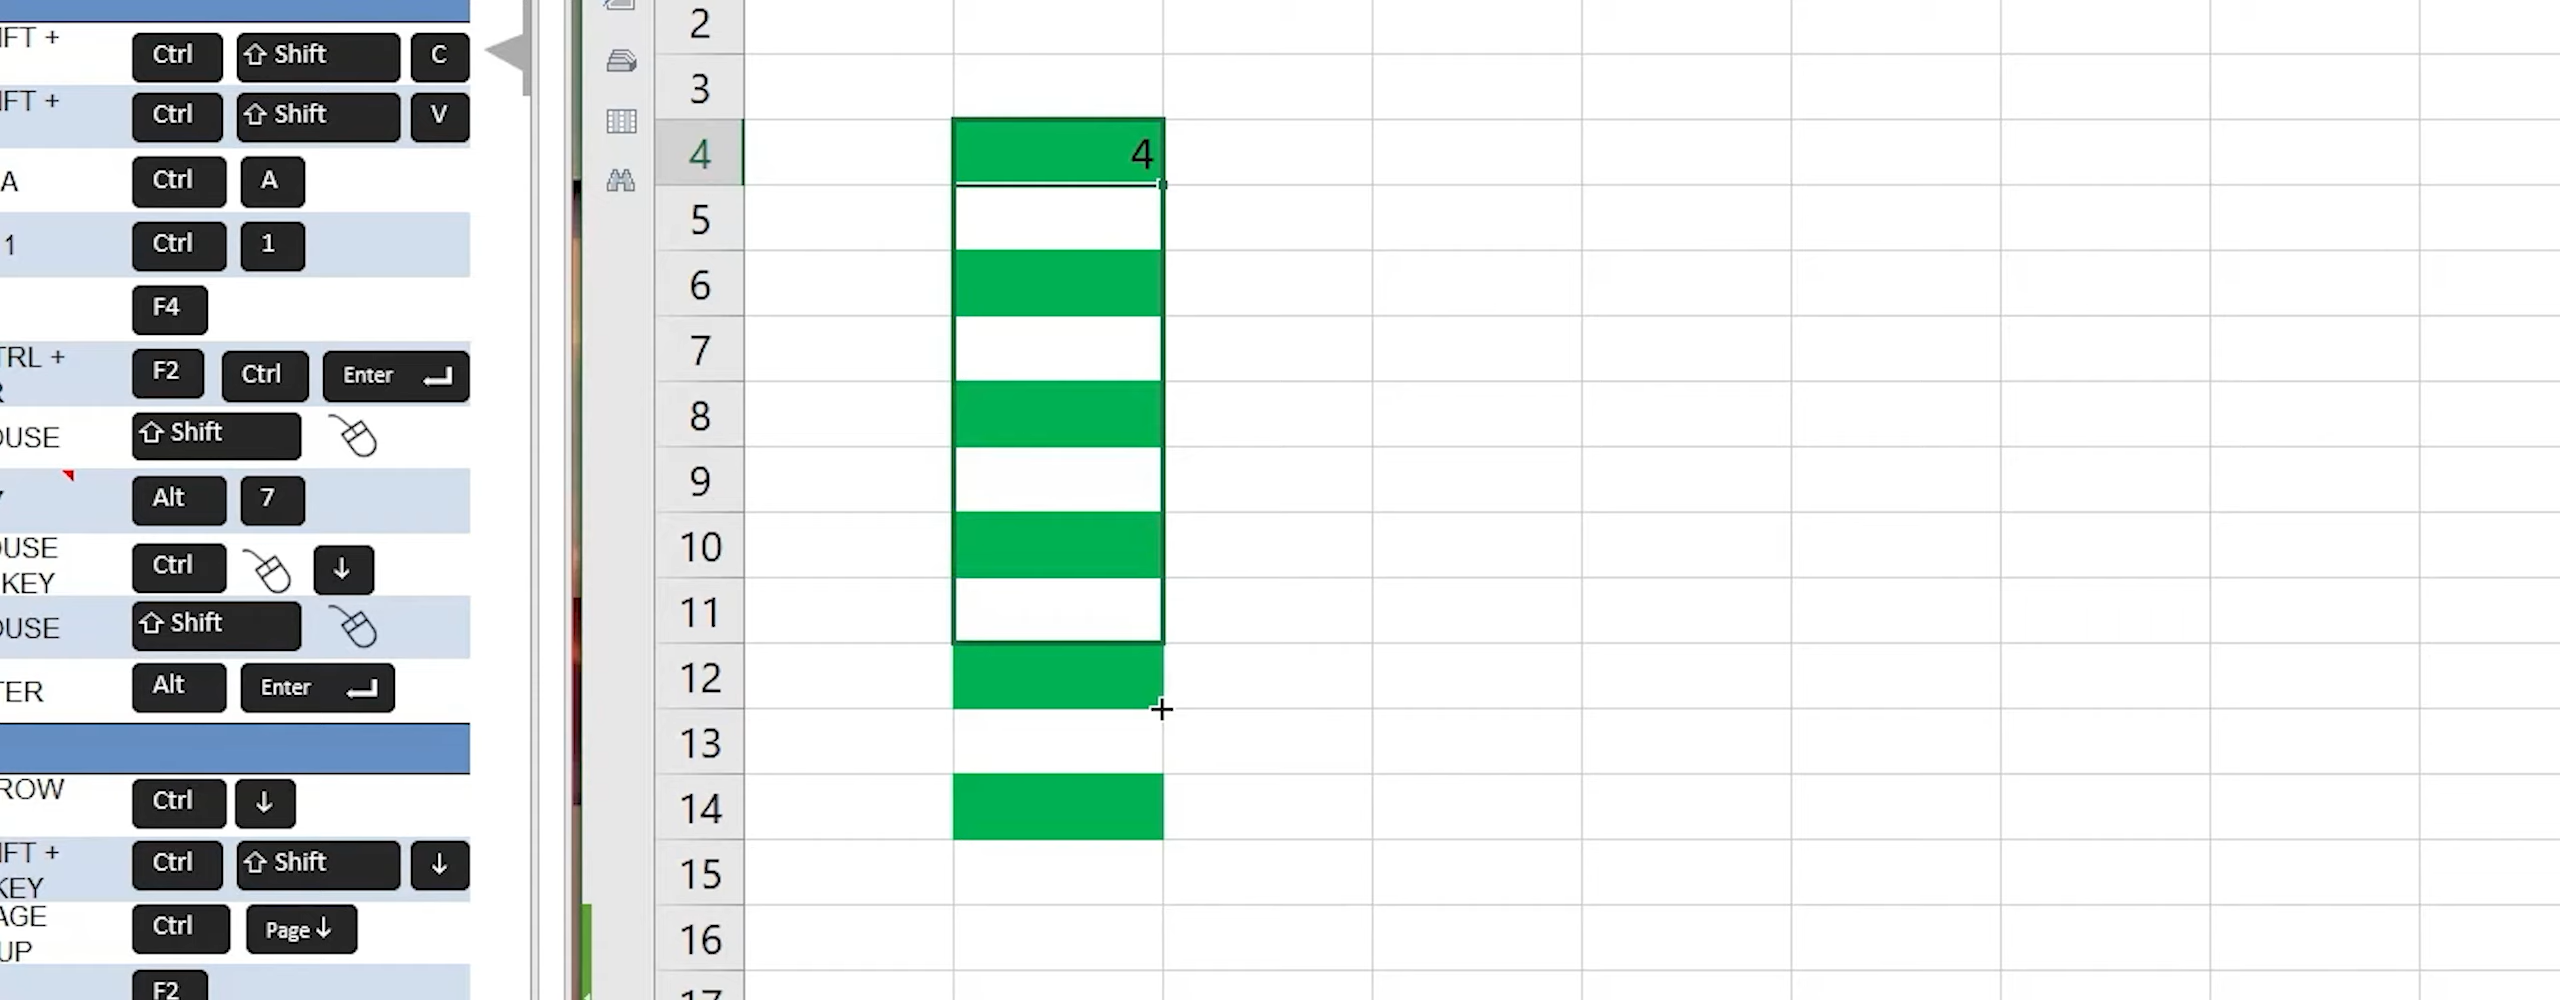 IFT +
Ctrl Shift C
IFT +
Ctrl Shift V
A Ctrl A
1 Ctrl 1
F4
TRL +
F2 Ctrl Enter
OUSE Shift
Alt 7
OUSE
KEY
Ctrl ↓
OUSE Shift
TER Alt Enter
ROW
Ctrl ↓
IFT +
KEY
Ctrl Shift ↓
AGE
UP
Ctrl Page ↓
F2
2
3
4 4
5
6
7
8
9
10
11
12
13
14
15
16
17